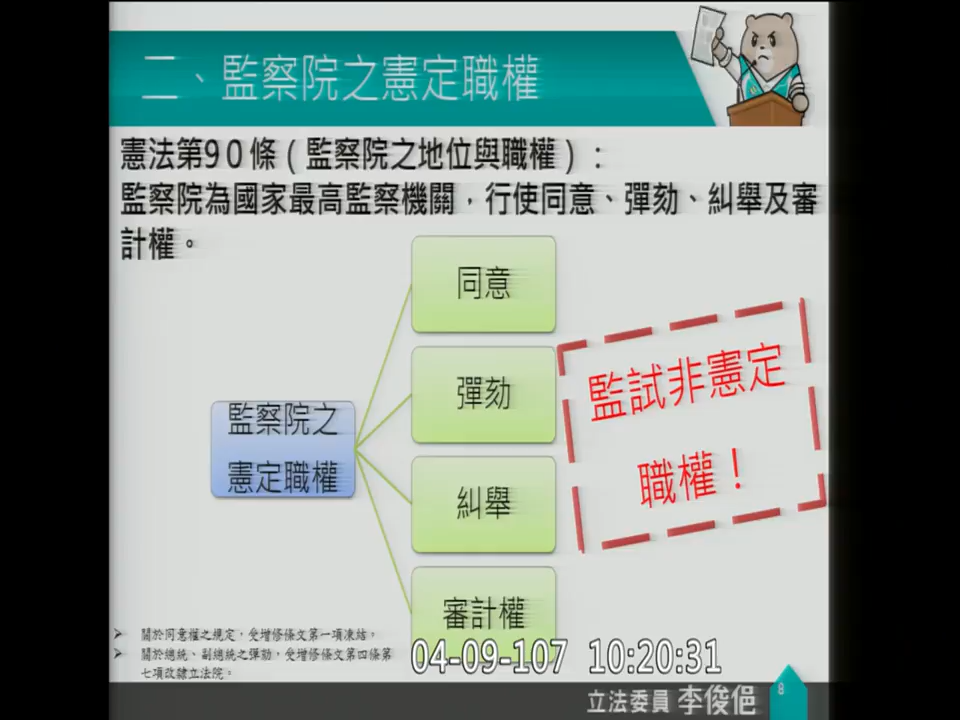 二、監察院之憲定職權
憲法第90條(監察院之地位與職權):
監察院為國家最高監察機關,行使同意、彈劾、糾舉及審
計權。
同意
彈劾
監察院之
憲定職權
糾舉
審計權
監試非憲定
職權!
關於同意權之規定,受增修條文第一項凍結。
關於總統、副總統之彈劾,受增修條文第四條第
七項改隸立法院。
04-09-107 10:20:31
立法委員 李俊俋
8